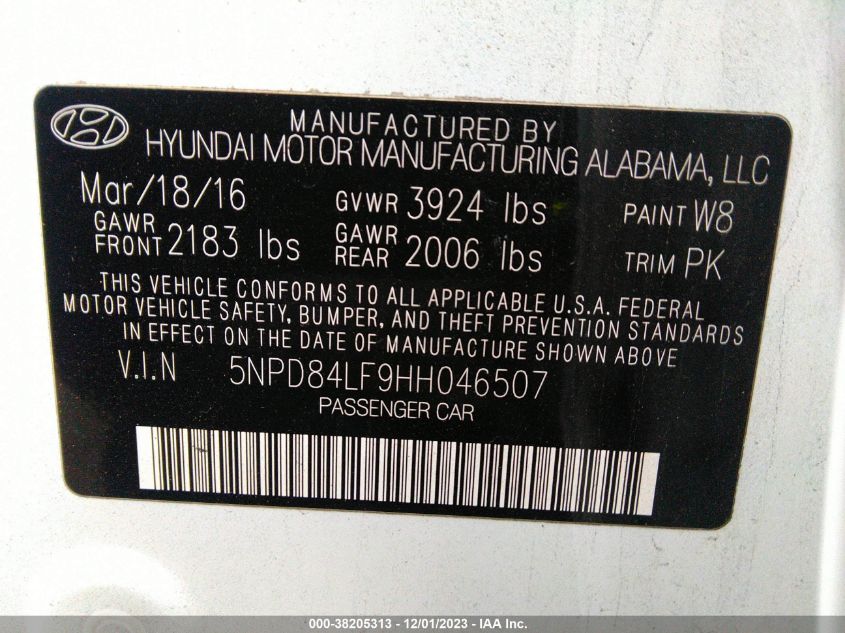 MANUFACTURED BY
HYUNDAI MOTOR MANUFACTURING ALABAMA, LLC
Mar/18/16 GVWR 3924 lbs PAINT W8
GAWR FRONT 2183 lbs GAWR REAR 2006 lbs TRIM PK
THIS VEHICLE CONFORMS TO ALL APPLICABLE U.S.A. FEDERAL
MOTOR VEHICLE SAFETY, BUMPER, AND THEFT PREVENTION STANDARDS
IN EFFECT ON THE DATE OF MANUFACTURE SHOWN ABOVE
V.I.N 5NPD84LF9HH046507
PASSENGER CAR
000-38205313 - 12/01/2023 - IAA Inc.